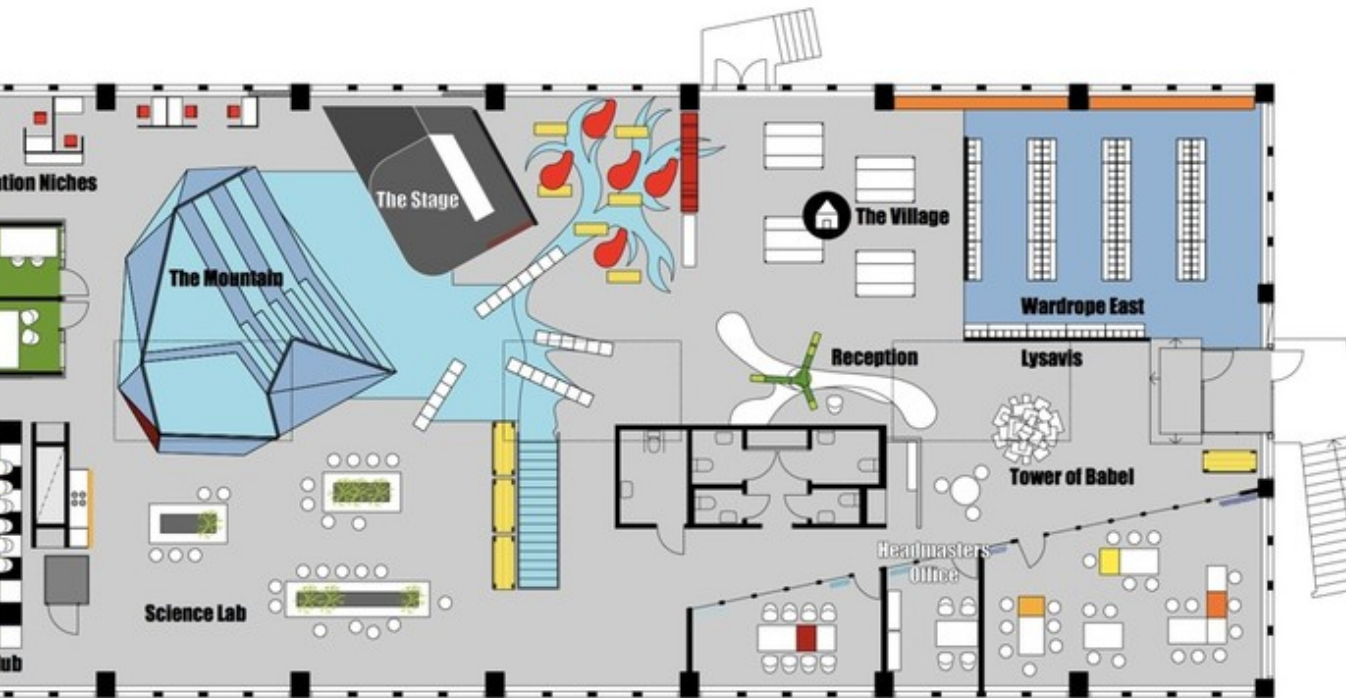 tion Niches
The Stage
The Village
The Mountain
Wardrope East
Reception
Lysavis
Tower of Babel
Headmasters
Office
Science Lab
ub